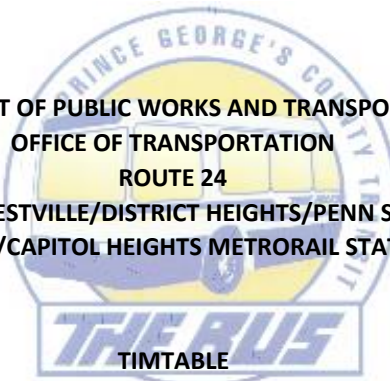 PRINCE GEORGE'S COUNTY TRANSIT
T OF PUBLIC WORKS AND TRANSPO
OFFICE OF TRANSPORTATION
ROUTE 24
ESTVILLE/DISTRICT HEIGHTS/PENN S
/CAPITOL HEIGHTS METRORAIL STAT
THE BUS
TIMTABLE